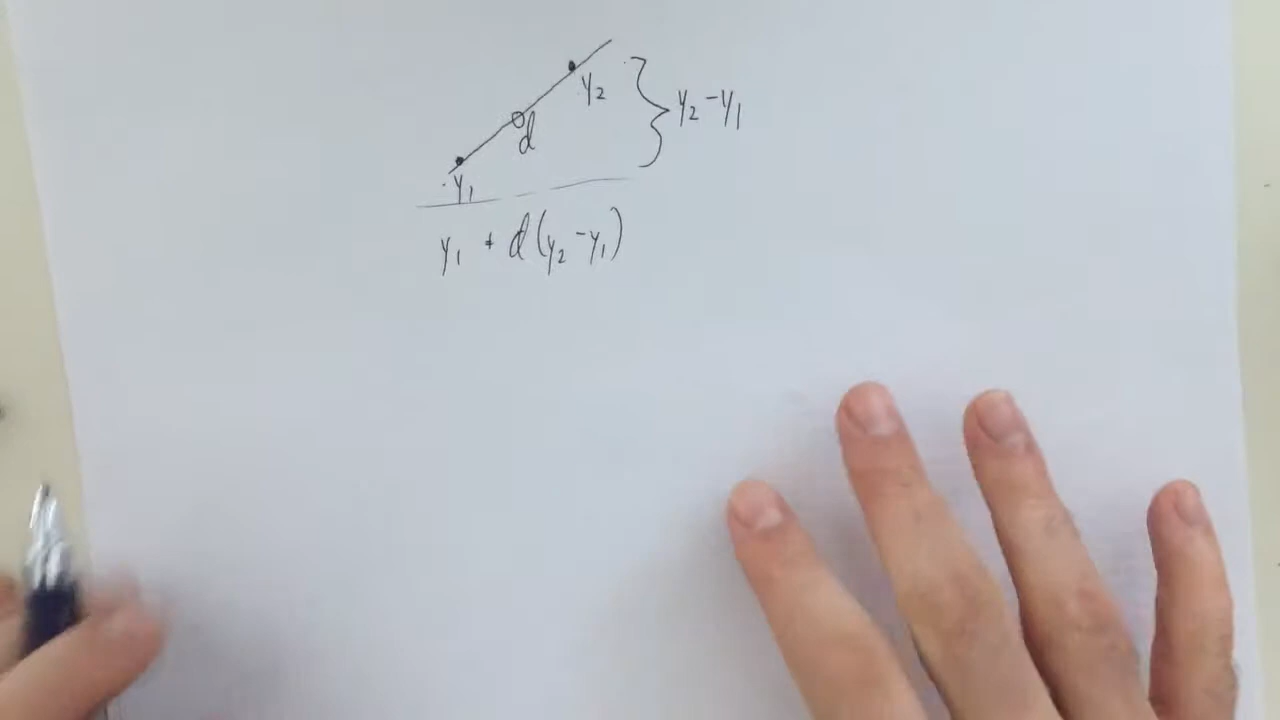 y₂
d
} y₂ - y₁
y₁
y₁ + d(y₂ - y₁)